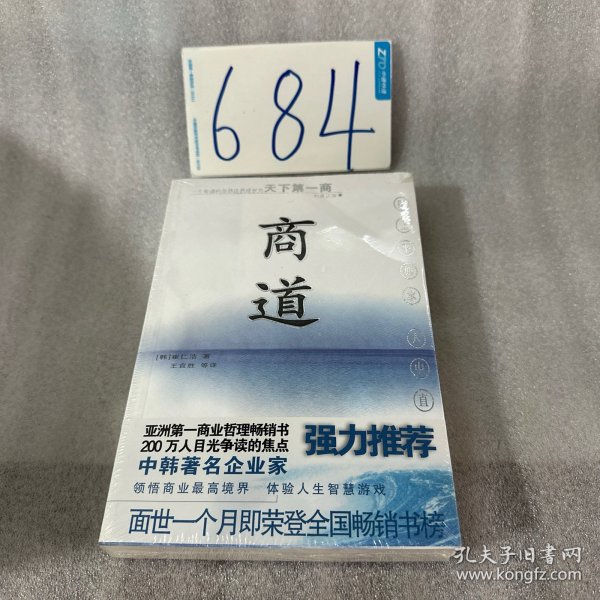 684
天下第一商
商道
[韩]崔仁浩 著
王宜胜 等译
亚洲第一商业哲理畅销书
200万人目光争读的焦点
强力推荐
中韩著名企业家
领悟商业最高境界 体验人生智慧游戏
面世一个月即荣登全国畅销书榜
孔夫子旧书网
www.kongfz.com